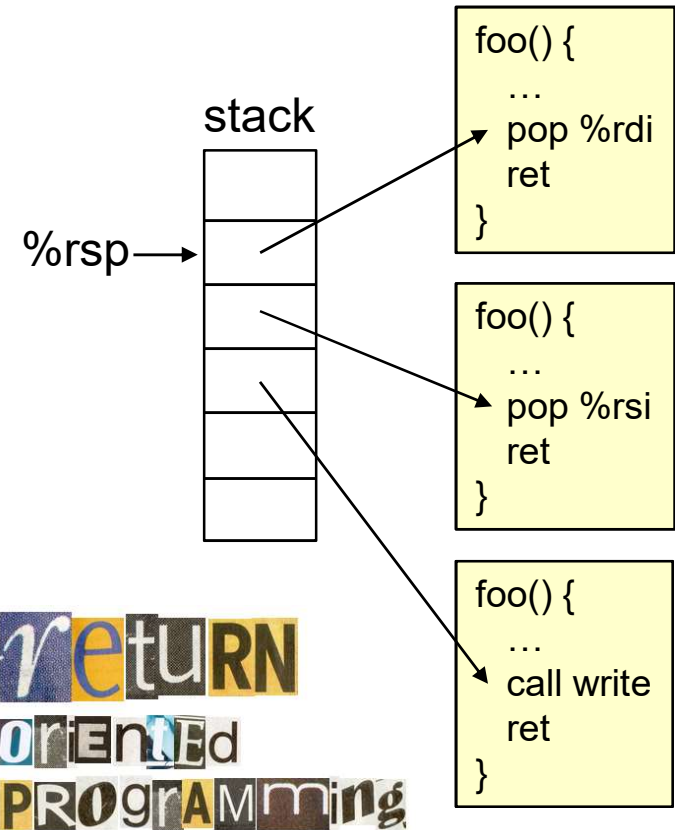 stack
%rsp
foo() {
…
pop %rdi
ret
}
foo() {
…
pop %rsi
ret
}
foo() {
…
call write
ret
}
retuRN
OriEntEd
PROgrAMming